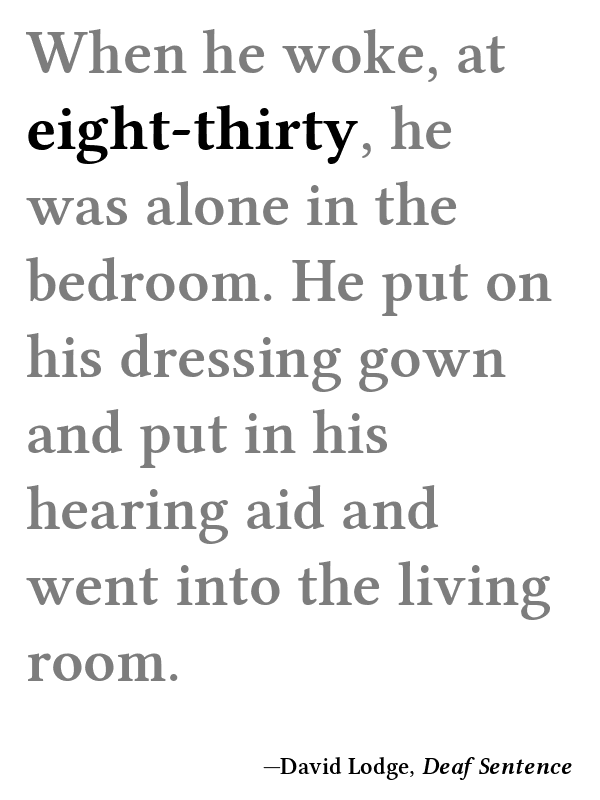 When he woke, at
eight-thirty, he
was alone in the
bedroom. He put on
his dressing gown
and put in his
hearing aid and
went into the living
room.
—David Lodge, Deaf Sentence